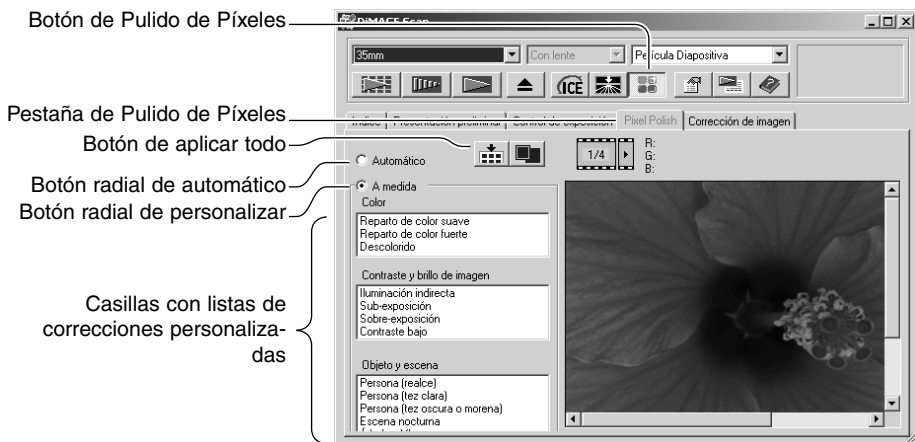 Botón de Pulido de Píxeles
DiMAGE Scan
35mm
Con lente
Película Diapositiva
ICE
Pestaña de Pulido de Píxeles
Botón de aplicar todo
Botón radial de automático
Botón radial de personalizar
Casillas con listas de
correcciones personaliza-
das
Indice
Presentación preliminar
Control de exposición
Pixel Polish
Corrección de imagen
Automático
1/4
R:
G:
B:
A medida
Color
Reparto de color suave
Reparto de color fuerte
Descolorido
Contraste y brillo de imagen
Iluminación indirecta
Sub-exposición
Sobre-exposición
Contraste bajo
Objeto y escena
Persona (realce)
Persona (tez clara)
Persona (tez oscura o morena)
Escena nocturna